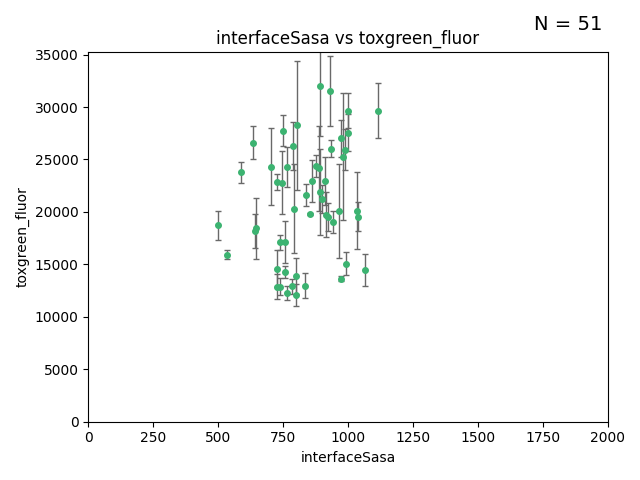 N = 51
interfaceSasa vs toxgreen_fluor
35000
30000
25000
20000
15000
10000
5000
0
toxgreen_fluor
0 250 500 750 1000 1250 1500 1750 2000
interfaceSasa